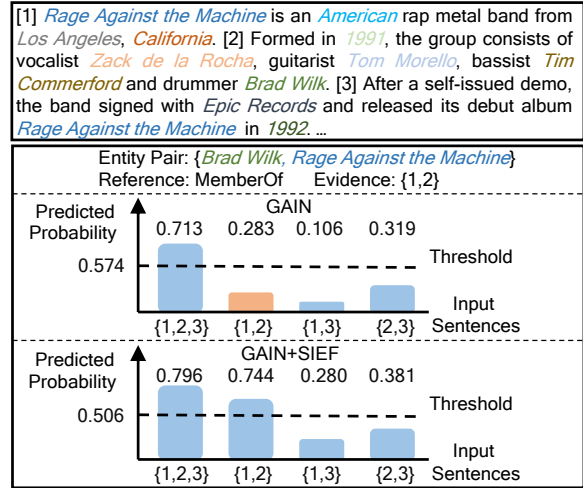 [1] Rage Against the Machine is an American rap metal band from
Los Angeles, California. [2] Formed in 1991, the group consists of
vocalist Zack de la Rocha, guitarist Tom Morello, bassist Tim
Commerford and drummer Brad Wilk. [3] After a self-issued demo,
the band signed with Epic Records and released its debut album
Rage Against the Machine in 1992. ...
Entity Pair: {Brad Wilk, Rage Against the Machine}
Reference: MemberOf Evidence: {1,2}
GAIN
Predicted
Probability
0.713 0.283 0.106 0.319
Threshold
0.574
Input
Sentences
{1,2,3} {1,2} {1,3} {2,3}
GAIN+SIEF
Predicted
Probability
0.796 0.744 0.280 0.381
Threshold
0.506
Input
Sentences
{1,2,3} {1,2} {1,3} {2,3}